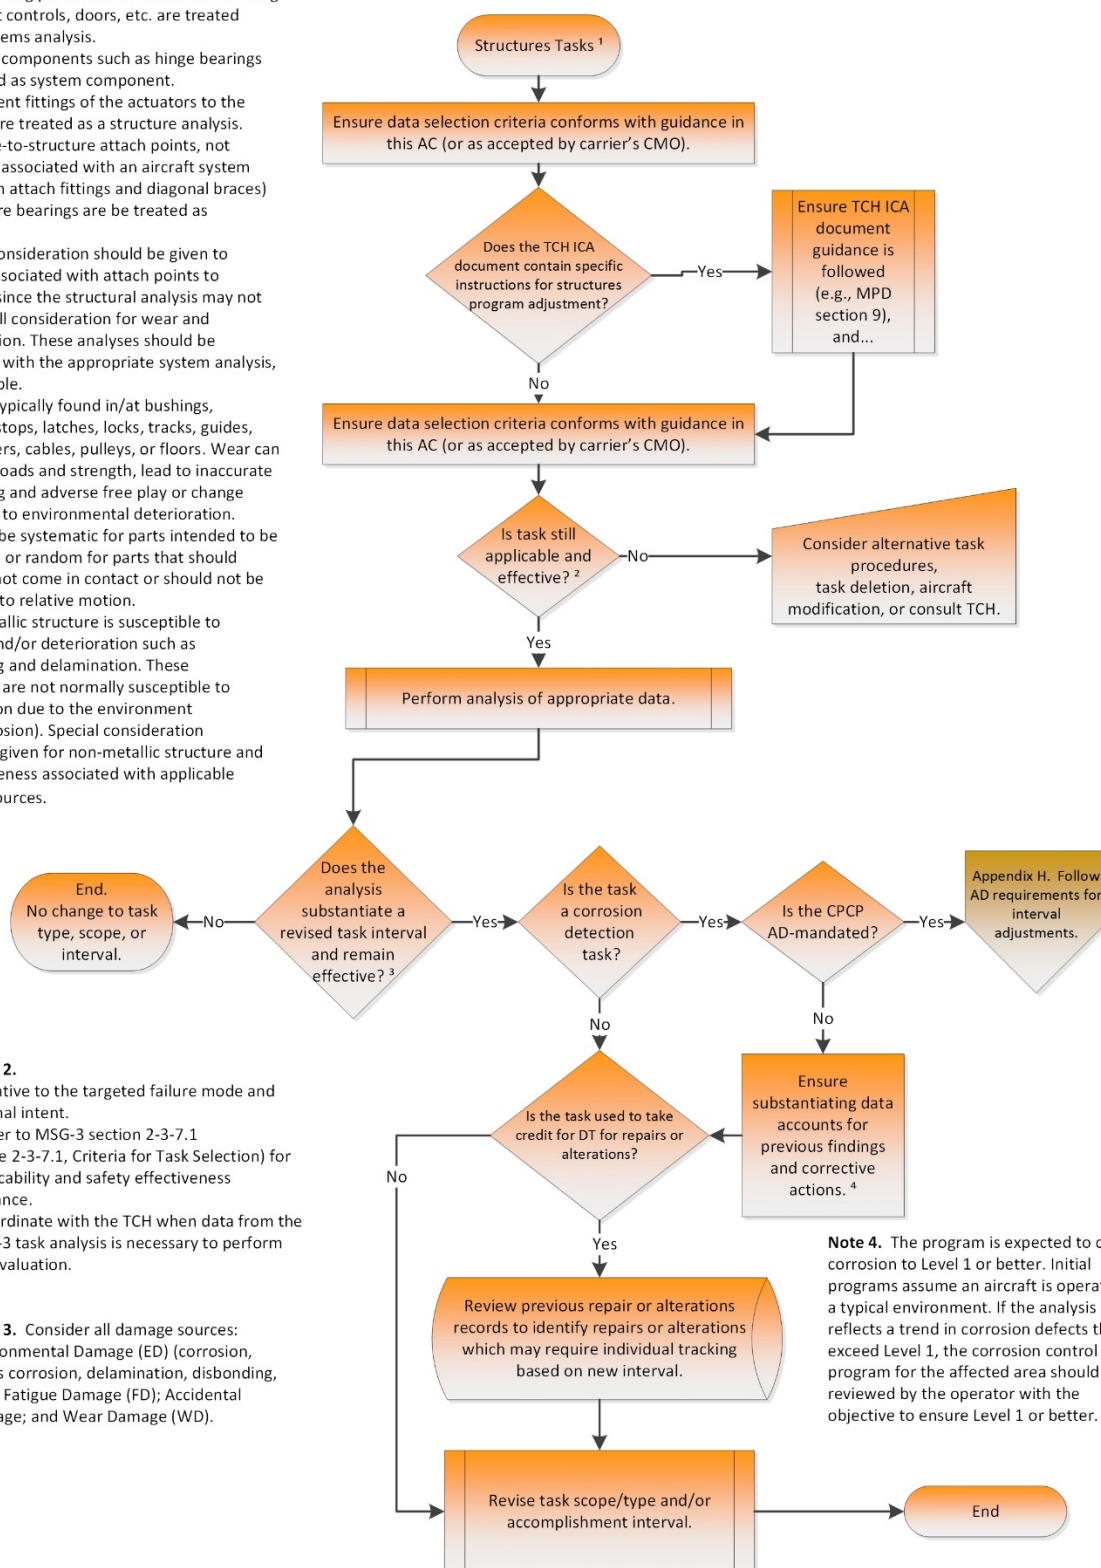 t controls, doors, etc. are treated
ems analysis.
components such as hinge bearings
d as system component.
ent fittings of the actuators to the
re treated as a structure analysis.
e-to-structure attach points, not
associated with an aircraft system
n attach fittings and diagonal braces)
re bearings are be treated as
onsideration should be given to
ssociated with attach points to
since the structural analysis may not
ll consideration for wear and
ion. These analyses should be
with the appropriate system analysis,
ble.
ypically found in/at bushings,
stops, latches, locks, tracks, guides,
ers, cables, pulleys, or floors. Wear can
oads and strength, lead to inaccurate
g and adverse free play or change
to environmental deterioration.
be systematic for parts intended to be
or random for parts that should
not come in contact or should not be
to relative motion.
allic structure is susceptible to
nd/or deterioration such as
g and delamination. These
are not normally susceptible to
on due to the environment
osion). Special consideration
given for non-metallic structure and
eness associated with applicable
ources.
Structures Tasks ¹
Ensure data selection criteria conforms with guidance in
this AC (or as accepted by carrier's CMO).
Does the TCH ICA
document contain specific
instructions for structures
program adjustment?
Yes
Ensure TCH ICA
document
guidance is
followed
(e.g., MPD
section 9),
and...
No
Ensure data selection criteria conforms with guidance in
this AC (or as accepted by carrier's CMO).
Is task still
applicable and
effective? ²
No
Consider alternative task
procedures,
task deletion, aircraft
modification, or consult TCH.
Yes
Perform analysis of appropriate data.
End.
No change to task
type, scope, or
interval.
No
Does the
analysis
substantiate a
revised task interval
and remain
effective? ³
Yes
Is the task
a corrosion
detection
task?
Yes
Is the CPCP
AD-mandated?
Yes
Appendix H. Follow
AD requirements for
interval
adjustments.
No
No
Ensure
substantiating data
accounts for
previous findings
and corrective
actions. ⁴
Is the task used to take
credit for DT for repairs or
alterations?
No
Yes
Review previous repair or alterations
records to identify repairs or alterations
which may require individual tracking
based on new interval.
Revise task scope/type and/or
accomplishment interval.
End
2.
ative to the targeted failure mode and
nal intent.
er to MSG-3 section 2-3-7.1
e 2-3-7.1, Criteria for Task Selection) for
cability and safety effectiveness
ance.
ordinate with the TCH when data from the
-3 task analysis is necessary to perform
valuation.
3. Consider all damage sources:
onmental Damage (ED) (corrosion,
s corrosion, delamination, disbonding,
Fatigue Damage (FD); Accidental
age; and Wear Damage (WD).
Note 4. The program is expected to c
corrosion to Level 1 or better. Initial
programs assume an aircraft is operat
a typical environment. If the analysis
reflects a trend in corrosion defects th
exceed Level 1, the corrosion control
program for the affected area should
reviewed by the operator with the
objective to ensure Level 1 or better.